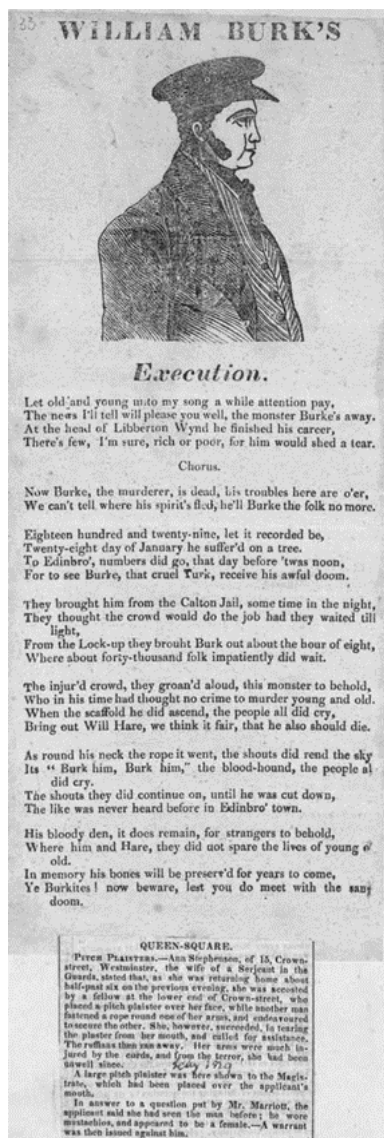 33
WILLIAM BURK'S
Execution.
Let old and young unto my song a while attention pay,
The news I'll tell will please you well, the monster Burke's away.
At the head of Libberton Wynd he finished his career,
There's few, I'm sure, rich or poor, for him would shed a tear.
Chorus.
Now Burke, the murderer, is dead, his troubles here are o'er,
We can't tell where his spirit's fled, he'll Burke the folk no more.
Eighteen hundred and twenty-nine, let it recorded be,
Twenty-eight day of January he suffer'd on a tree.
To Edinbro', numbers did go, that day before 'twas noon,
For to see Burke, that cruel Turk, receive his awful doom.
They brought him from the Calton Jail, some time in the night,
They thought the crowd would do the job had they waited till
light,
From the Lock-up they brouht Burk out about the hour of eight,
Where about forty-thousand folk impatiently did wait.
The injur'd crowd, they groan'd aloud, this monster to behold,
Who in his time had thought no crime to murder young and old.
When the scaffold he did ascend, the people all did cry,
Bring out Will Hare, we think it fair, that he also should die.
As round his neck the rope it went, the shouts did rend the sky
Its " Burk him, Burk him," the blood-hound, the people al
did cry.
The shouts they did continue on, until he was cut down,
The like was never heard before in Edinbro' town.
His bloody den, it does remain, for strangers to behold,
Where him and Hare, they did not spare the lives of young
old.
In memory his bones will be preserv'd for years to come,
Ye Burkites! now beware, lest you do meet with the
doom.
QUEEN-SQUARE.
PITCH PLAISTERS.—Ann Stephenson, of 15, Crown-
street, Westminster, the wife of a Serjeant in the
Guards, stated that, as she was returning home about
half-past six on the previous evening, she was accosted
by a fellow at the lower end of Crown-street, who
placed a pitch plaister over her face, while another man
fastened a rope round one of her arms, and endeavoured
to secure the other. She, however, succeeded in tearing
the plaster from her mouth, and called for assistance.
The ruffians then ran away. Her arms were much in-
jured by the cords, and from the terror, she had been
unwell since.
A large pitch plaister was here shown to the Magis-
trate, which had been placed over the applicant's
mouth.
In answer to a question put by Mr. Marriott, the
applicant said she had seen the man before; he wore
mustachios, and appeared to be a female.—A warrant
was then issued against him.